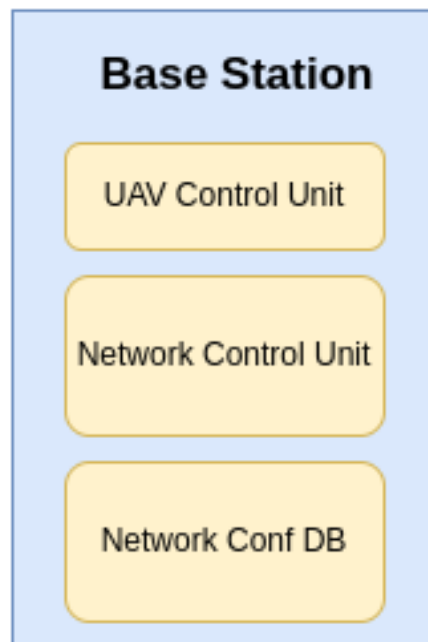 Base Station
UAV Control Unit
Network Control Unit
Network Conf DB